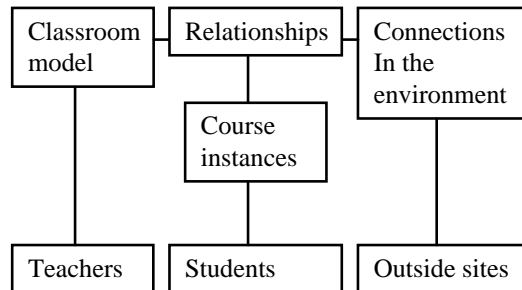 Classroom
model
Relationships
Connections
In the
environment
Course
instances
Teachers
Students
Outside sites